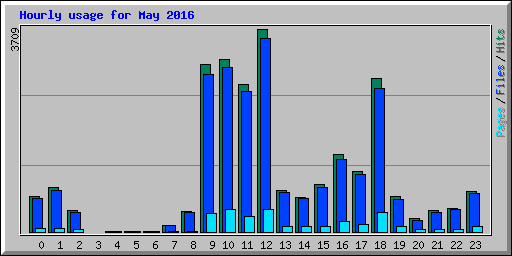 Hourly usage for May 2016
3709
Pages/Files/Hits
0 1 2 3 4 5 6 7 8 9 10 11 12 13 14 15 16 17 18 19 20 21 22 23